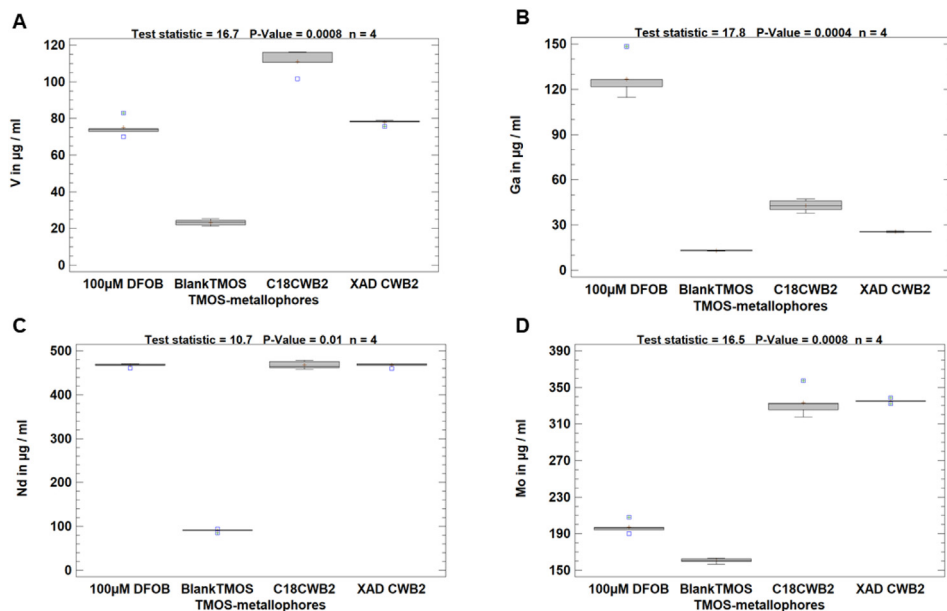 A
Test statistic = 16.7 P-Value = 0.0008 n = 4
V in µg / ml
120
100
80
60
40
20
0
100µM DFOB BlankTMOS C18CWB2 XAD CWB2
TMOS-metallophores
B
Test statistic = 17.8 P-Value = 0.0004 n = 4
Ga in µg / ml
150
120
90
60
30
0
100µM DFOB BlankTMOS C18CWB2 XAD CWB2
TMOS-metallophores
C
Test statistic = 10.7 P-Value = 0.01 n = 4
Nd in µg / ml
500
400
300
200
100
0
100µM DFOB BlankTMOS C18CWB2 XAD CWB2
TMOS-metallophores
D
Test statistic = 16.5 P-Value = 0.0008 n = 4
Mo in µg / ml
390
350
310
270
230
190
150
100µM DFOB BlankTMOS C18CWB2 XAD CWB2
TMOS-metallophores